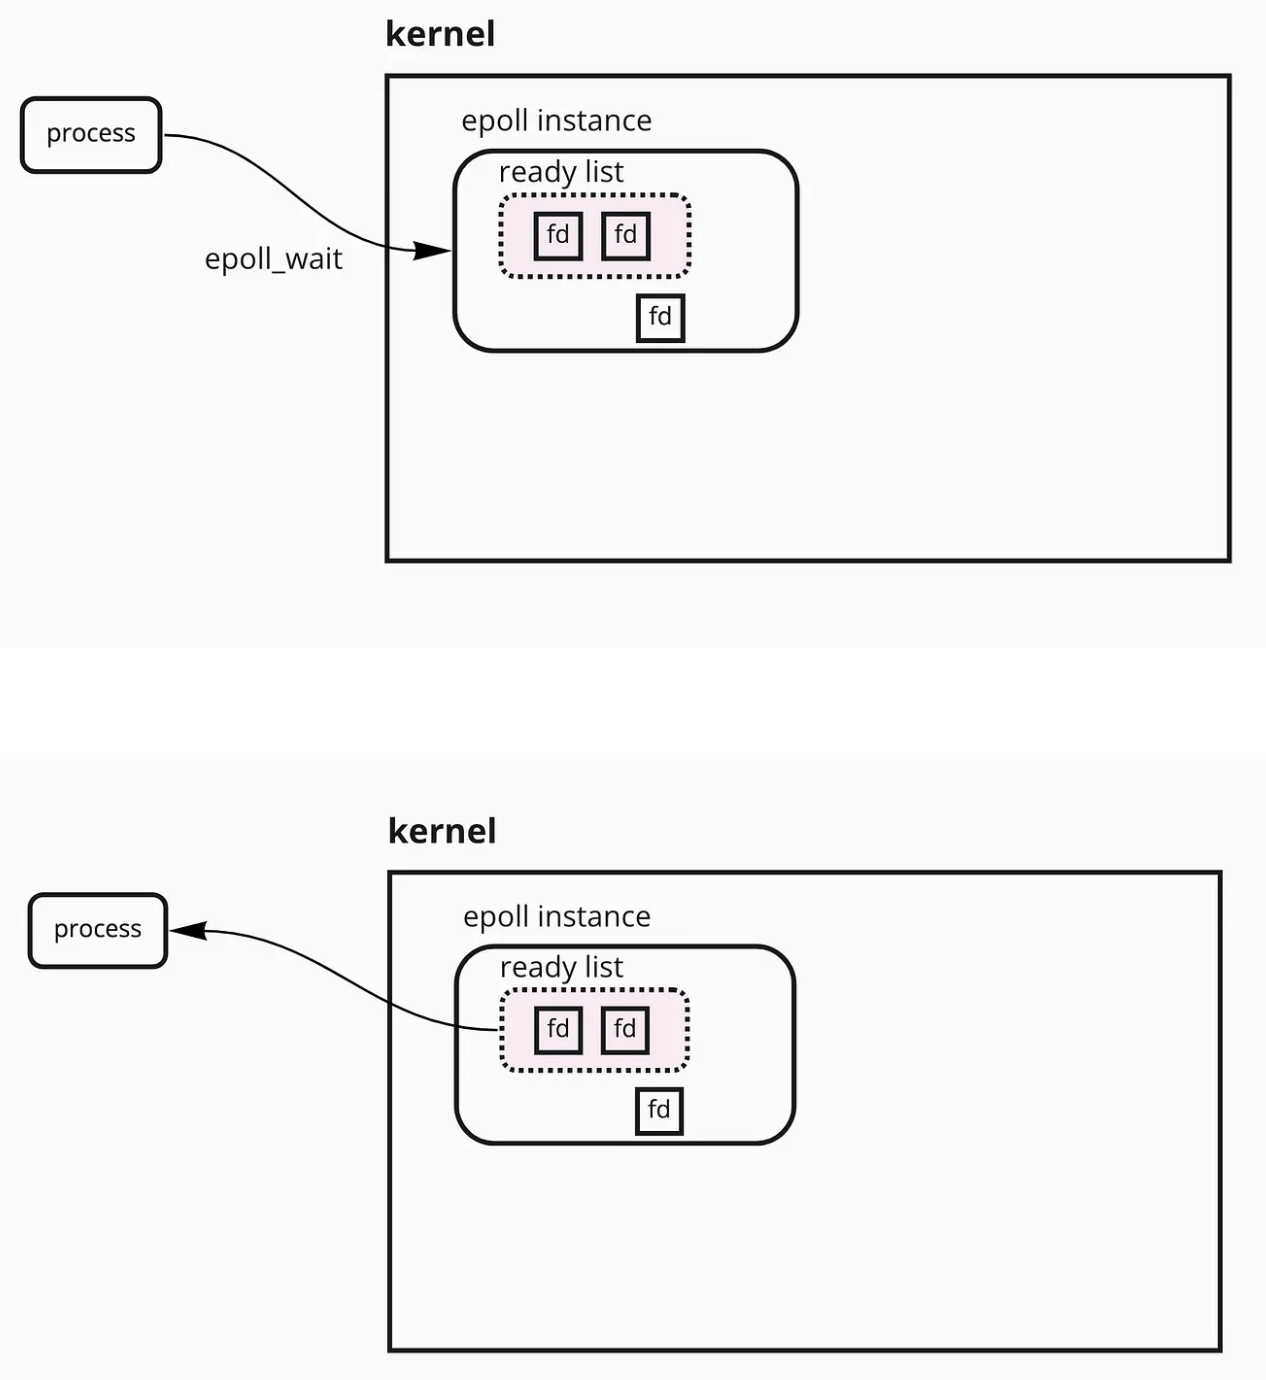 kernel
process
epoll instance
ready list
fd fd
epoll_wait
fd
kernel
process
epoll instance
ready list
fd fd
fd